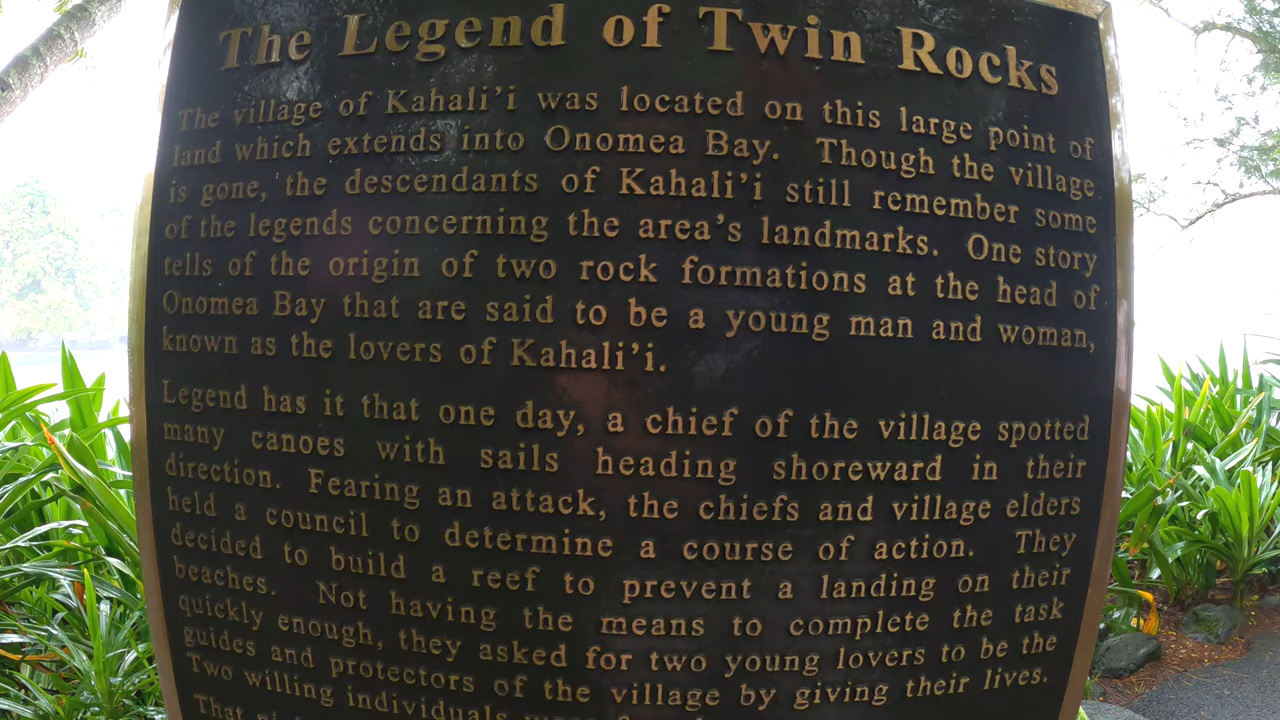 The Legend of Twin Rocks
The village of Kahali'i was located on this large point of
land which extends into Onomea Bay. Though the village
is gone, the descendants of Kahali'i still remember some
of the legends concerning the area's landmarks. One story
tells of the origin of two rock formations at the head of
Onomea Bay that are said to be a young man and woman,
known as the lovers of Kahali'i.
Legend has it that one day, a chief of the village spotted
many canoes with sails heading shoreward in their
direction. Fearing an attack, the chiefs and village elders
held a council to determine a course of action. They
decided to build a reef to prevent a landing on their
beaches. Not having the means to complete the task
quickly enough, they asked for two young lovers to be the
guides and protectors of the village by giving their lives.
Two willing individuals were
That